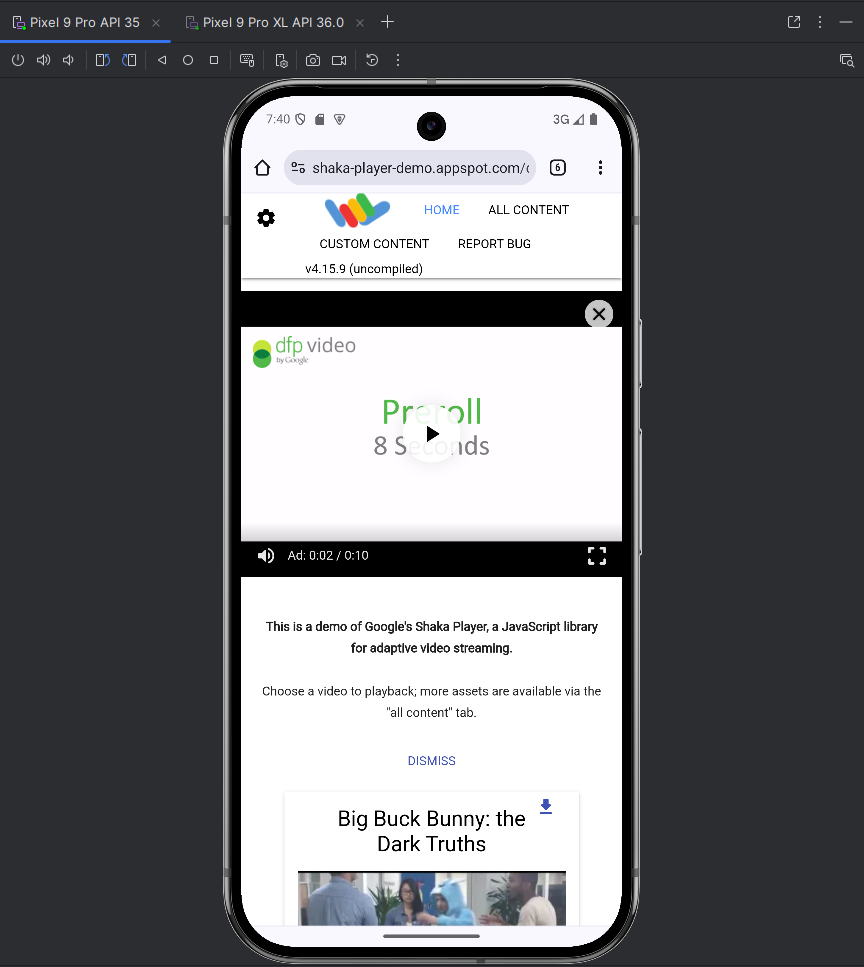 Pixel 9 Pro API 35
Pixel 9 Pro XL API 36.0
7:40
3G
shaka-player-demo.appspot.com/
6
HOME
ALL CONTENT
CUSTOM CONTENT
REPORT BUG
v4.15.9 (uncompiled)
dfp video
by Google
Preroll
8 Seconds
Ad: 0:02 / 0:10
This is a demo of Google's Shaka Player, a JavaScript library
for adaptive video streaming.
Choose a video to playback; more assets are available via the
"all content" tab.
DISMISS
Big Buck Bunny: the
Dark Truths